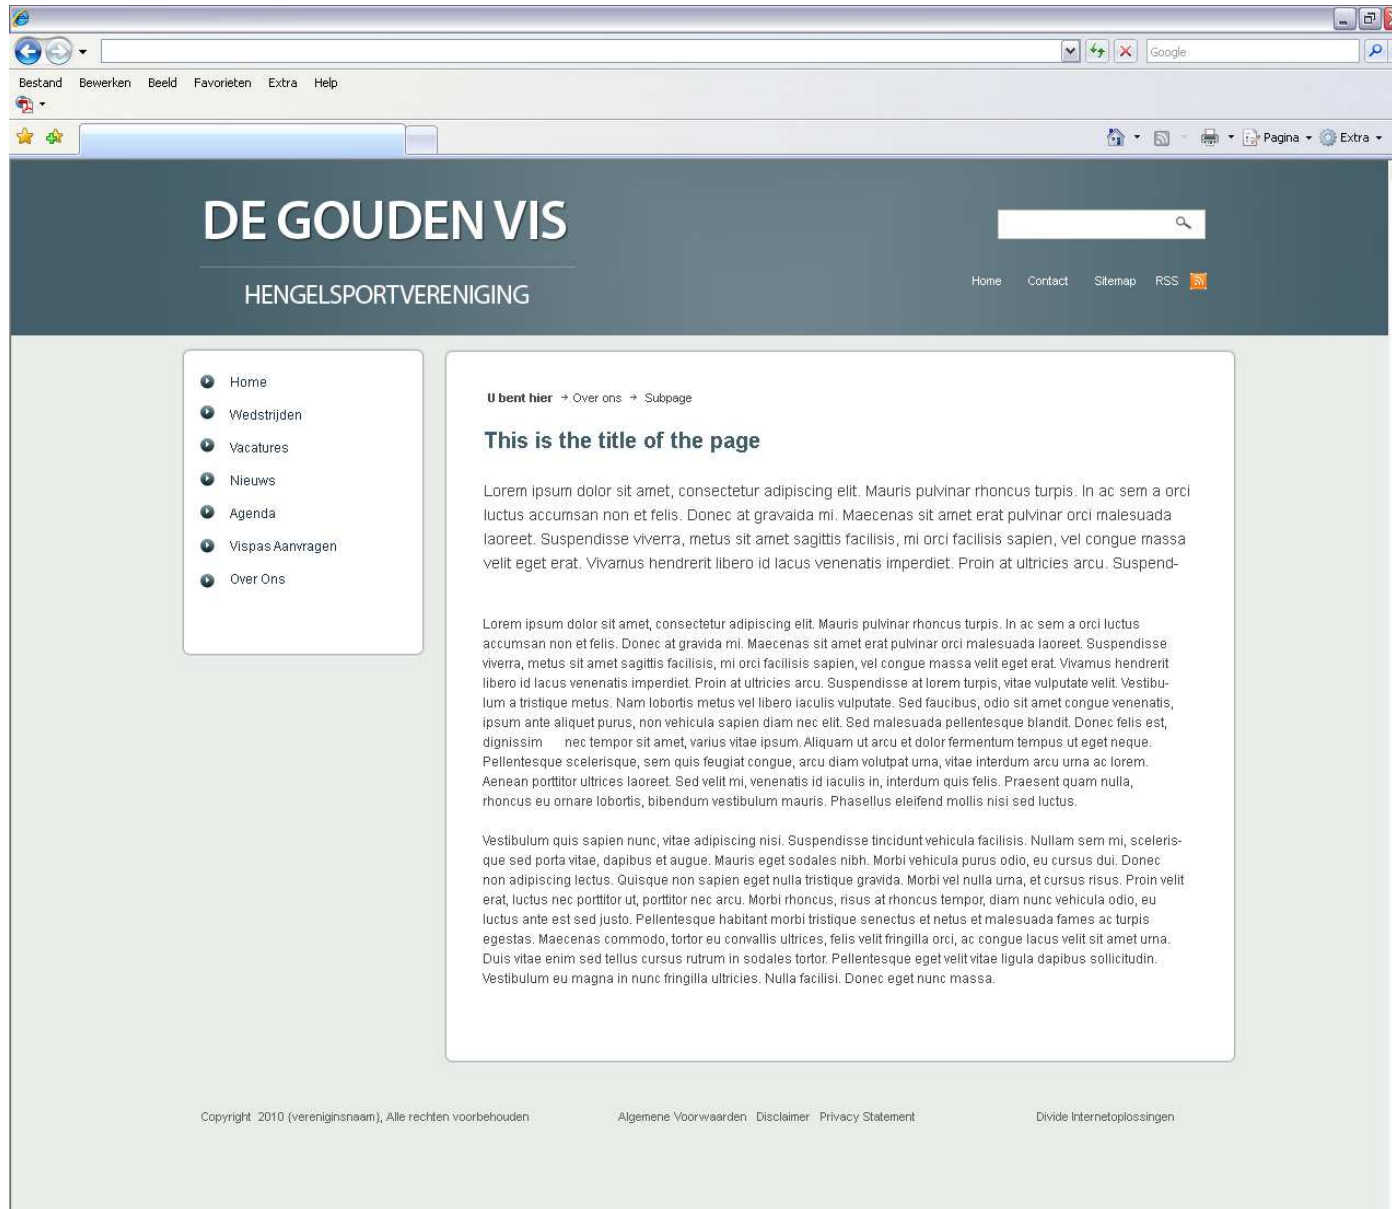 Google
Bestand Bewerken Beeld Favorieten Extra Help
Pagina Extra
DE GOUDEN VIS
HENGELSPORTVERENIGING
Home Contact Sitemap RSS
Home
Wedstrijden
Vacatures
Nieuws
Agenda
Vispas Aanvragen
Over Ons
U bent hier → Over ons → Subpage
This is the title of the page
Lorem ipsum dolor sit amet, consectetur adipiscing elit. Mauris pulvinar rhoncus turpis. In ac sem a orci
luctus accumsan non et felis. Donec at gravaida mi. Maecenas sit amet erat pulvinar orci malesuada
laoreet. Suspendisse viverra, metus sit amet sagittis facilisis, mi orci facilisis sapien, vel congue massa
velit eget erat. Vivamus hendrerit libero id lacus venenatis imperdiet. Proin at ultricies arcu. Suspend-
Lorem ipsum dolor sit amet, consectetur adipiscing elit. Mauris pulvinar rhoncus turpis. In ac sem a orci luctus
accumsan non et felis. Donec at gravida mi. Maecenas sit amet erat pulvinar orci malesuada laoreet. Suspendisse
viverra, metus sit amet sagittis facilisis, mi orci facilisis sapien, vel congue massa velit eget erat. Vivamus hendrerit
libero id lacus venenatis imperdiet. Proin at ultricies arcu. Suspendisse at lorem turpis, vitae vulputate velit. Vestibu-
lum a tristique metus. Nam lobortis metus vel libero iaculis vulputate. Sed faucibus, odio sit amet congue venenatis,
ipsum ante aliquet purus, non vehicula sapien diam nec elit. Sed malesuada pellentesque blandit. Donec felis est,
dignissim nec tempor sit amet, varius vitae ipsum. Aliquam ut arcu et dolor fermentum tempus ut eget neque.
Pellentesque scelerisque, sem quis feugiat congue, arcu diam volutpat urna, vitae interdum arcu urna ac lorem.
Aenean porttitor ultrices laoreet. Sed velit mi, venenatis id iaculis in, interdum quis felis. Praesent quam nulla,
rhoncus eu ornare lobortis, bibendum vestibulum mauris. Phasellus eleifend mollis nisi sed luctus.
Vestibulum quis sapien nunc, vitae adipiscing nisi. Suspendisse tincidunt vehicula facilisis. Nullam sem mi, sceleris-
que sed porta vitae, dapibus et augue. Mauris eget sodales nibh. Morbi vehicula purus odio, eu cursus dui. Donec
non adipiscing lectus. Quisque non sapien eget nulla tristique gravida. Morbi vel nulla urna, et cursus risus. Proin velit
erat, luctus nec porttitor ut, porttitor nec arcu. Morbi rhoncus, risus at rhoncus tempor, diam nunc vehicula odio, eu
luctus ante est sed justo. Pellentesque habitant morbi tristique senectus et netus et malesuada fames ac turpis
egestas. Maecenas commodo, tortor eu convallis ultrices, felis velit fringilla orci, ac congue lacus velit sit amet urna.
Duis vitae enim sed tellus cursus rutrum in sodales tortor. Pellentesque eget velit vitae ligula dapibus sollicitudin.
Vestibulum eu magna in nunc fringilla ultricies. Nulla facilisi. Donec eget nunc massa.
Copyright 2010 {vereniginsnaam}, Alle rechten voorbehouden Algemene Voorwaarden Disclaimer Privacy Statement Divide Internetoplossingen